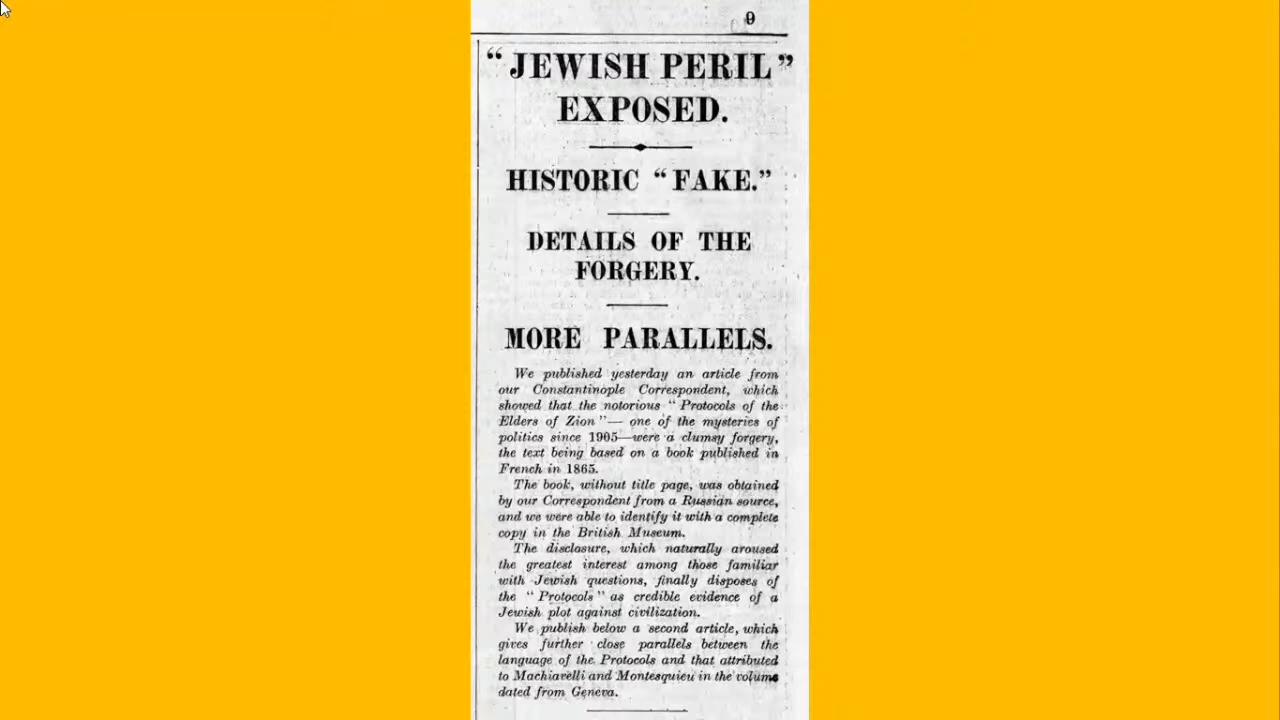 9
“JEWISH PERIL”
EXPOSED.
HISTORIC “FAKE.”
DETAILS OF THE
FORGERY.
MORE PARALLELS.
We published yesterday an article from
our Constantinople Correspondent, which
showed that the notorious “Protocols of the
Elders of Zion”— one of the mysteries of
politics since 1905—were a clumsy forgery,
the text being based on a book published in
French in 1865.
The book, without title page, was obtained
by our Correspondent from a Russian source,
and we were able to identify it with a complete
copy in the British Museum.
The disclosure, which naturally aroused
the greatest interest among those familiar
with Jewish questions, finally disposes of
the “Protocols” as credible evidence of a
Jewish plot against civilization.
We publish below a second article, which
gives further close parallels between the
language of the Protocols and that attributed
to Machiavelli and Montesquieu in the volume
dated from Geneva.